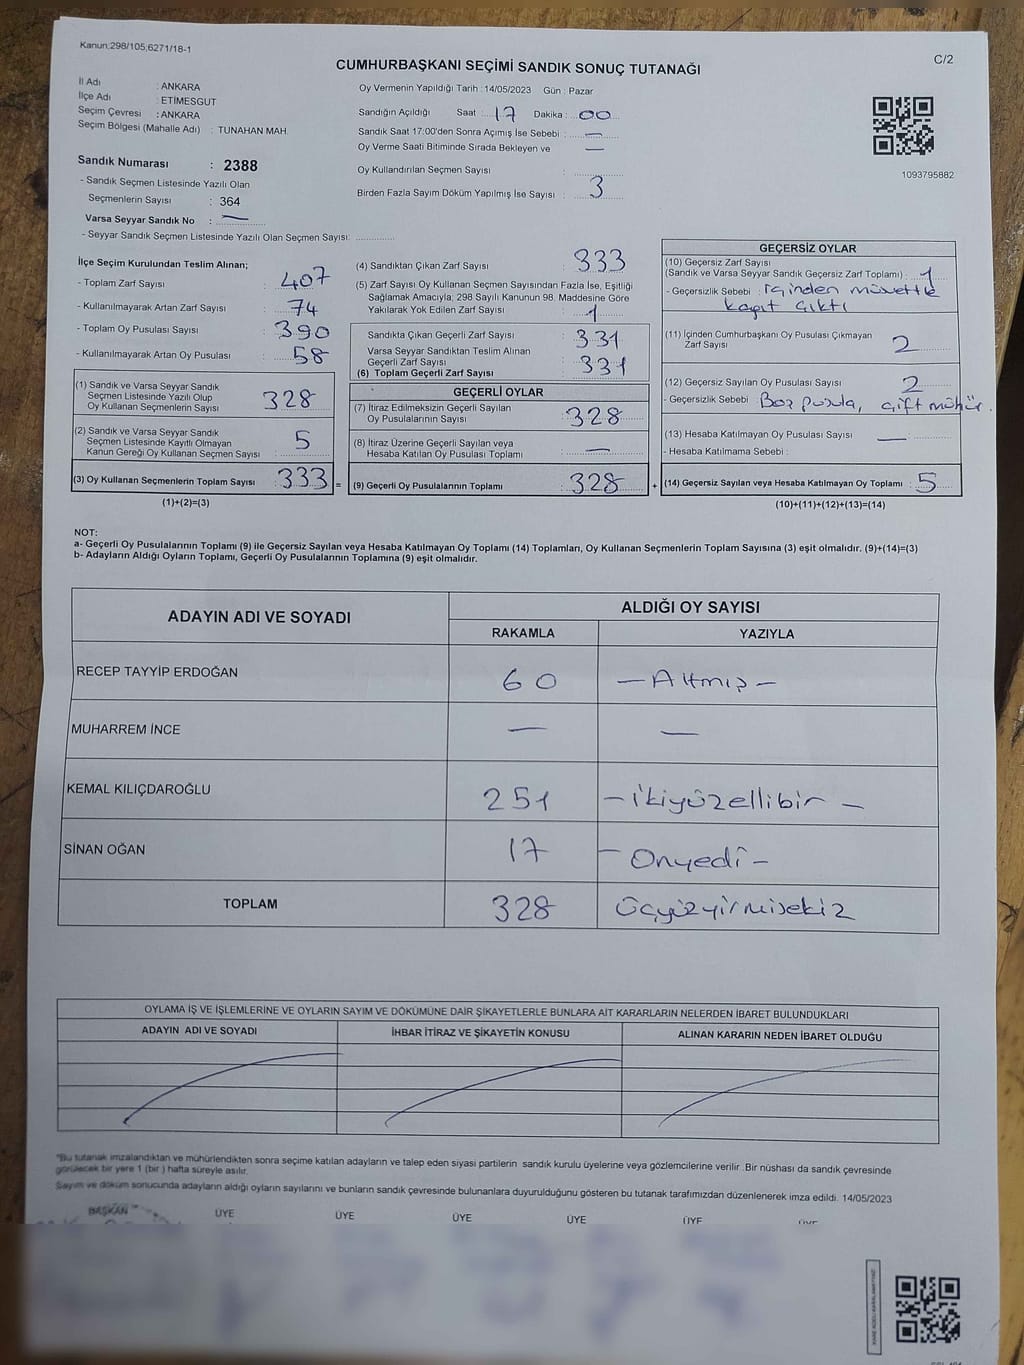 Kanun;298/105;6271/18-1
C/2
CUMHURBAŞKANI SEÇİMİ SANDIK SONUÇ TUTANAĞI
İl Adı : ANKARA
İlçe Adı : ETİMESGUT
Seçim Çevresi : ANKARA
Seçim Bölgesi (Mahalle Adı) : TUNAHAN MAH.
Sandık Numarası : 2388
- Sandık Seçmen Listesinde Yazılı Olan
Seçmenlerin Sayısı : 364
Varsa Seyyar Sandık No : —
- Seyyar Sandık Seçmen Listesinde Yazılı Olan Seçmen Sayısı: ..............
Oy Vermenin Yapıldığı Tarih : 14/05/2023 Gün : Pazar
Sandığın Açıldığı Saat : 17 Dakika : 00
Sandık Saat 17:00'den Sonra Açımış İse Sebebi : —
Oy Verme Saati Bitiminde Sırada Bekleyen ve —
Oy Kullandırılan Seçmen Sayısı :
Birden Fazla Sayım Döküm Yapılmış İse Sayısı : 3
1093795882
İlçe Seçim Kurulundan Teslim Alınan;
- Toplam Zarf Sayısı : 407
- Kullanılmayarak Artan Zarf Sayısı : 74
- Toplam Oy Pusulası Sayısı : 390
- Kullanılmayarak Artan Oy Pusulası : 58
(1) Sandık ve Varsa Seyyar Sandık
Seçmen Listesinde Yazılı Olup
Oy Kullanan Seçmenlerin Sayısı : 328
(2) Sandık ve Varsa Seyyar Sandık
Seçmen Listesinde Kayıtlı Olmayan
Kanun Gereği Oy Kullanan Seçmen Sayısı : 5
(3) Oy Kullanan Seçmenlerin Toplam Sayısı : 333 =
(1)+(2)=(3)
(4) Sandıktan Çıkan Zarf Sayısı : 333
(5) Zarf Sayısı Oy Kullanan Seçmen Sayısından Fazla İse, Eşitliği
Sağlamak Amacıyla; 298 Sayılı Kanunun 98. Maddesine Göre
Yakılarak Yok Edilen Zarf Sayısı : 1
Sandıkta Çıkan Geçerli Zarf Sayısı : 331
Varsa Seyyar Sandıktan Teslim Alınan
Geçerli Zarf Sayısı
(6) Toplam Geçerli Zarf Sayısı : 331
GEÇERLİ OYLAR
(7) İtiraz Edilmeksizin Geçerli Sayılan
Oy Pusulalarının Sayısı : 328
(8) İtiraz Üzerine Geçerli Sayılan veya
Hesaba Katılan Oy Pusulası Toplamı : —
(9) Geçerli Oy Pusulalarının Toplamı : 328 +
GEÇERSİZ OYLAR
(10) Geçersiz Zarf Sayısı
(Sandık ve Varsa Seyyar Sandık Geçersiz Zarf Toplamı) : 1
- Geçersizlik Sebebi : İçinden müsvette
kağıt çıktı
(11) İçinden Cumhurbaşkanı Oy Pusulası Çıkmayan
Zarf Sayısı : 2
(12) Geçersiz Sayılan Oy Pusulası Sayısı : 2
- Geçersizlik Sebebi : Boş pusula, çift mühür.
(13) Hesaba Katılmayan Oy Pusulası Sayısı : —
- Hesaba Katılmama Sebebi :
(14) Geçersiz Sayılan veya Hesaba Katılmayan Oy Toplamı : 5
(10)+(11)+(12)+(13)=(14)
NOT:
a- Geçerli Oy Pusulalarının Toplamı (9) ile Geçersiz Sayılan veya Hesaba Katılmayan Oy Toplamı (14) Toplamları, Oy Kullanan Seçmenlerin Toplam Sayısına (3) eşit olmalıdır. (9)+(14)=(3)
b- Adayların Aldığı Oyların Toplamı, Geçerli Oy Pusulalarının Toplamına (9) eşit olmalıdır.
ADAYIN ADI VE SOYADI
ALDIĞI OY SAYISI
RAKAMLA YAZIYLA
RECEP TAYYİP ERDOĞAN 60 — Altmış —
MUHARREM İNCE — —
KEMAL KILIÇDAROĞLU 251 — ikiyüzellibir —
SİNAN OĞAN 17 — Onyedi —
TOPLAM 328 Üçyüzyirmisekiz
OYLAMA İŞ VE İŞLEMLERİNE VE OYLARIN SAYIM VE DÖKÜMÜNE DAİR ŞİKAYETLERLE BUNLARA AİT KARARLARIN NELERDEN İBARET BULUNDUKLARI
ADAYIN ADI VE SOYADI İHBAR İTİRAZ VE ŞİKAYETİN KONUSU ALINAN KARARIN NEDEN İBARET OLDUĞU
*Bu tutanak imzalandıktan ve mühürlendikten sonra seçime katılan adayların ve talep eden siyasi partilerin sandık kurulu üyelerine veya gözlemcilerine verilir. Bir nüshası da sandık çevresinde
görülecek bir yere 1 (bir ) hafta süreyle asılır.
Sayım ve döküm sonucunda adayların aldığı oyların sayılarını ve bunların sandık çevresinde bulunanlara duyurulduğunu gösteren bu tutanak tarafımızdan düzenlenerek imza edildi. 14/05/2023
BAŞKAN ÜYE ÜYE ÜYE ÜYE ÜYE